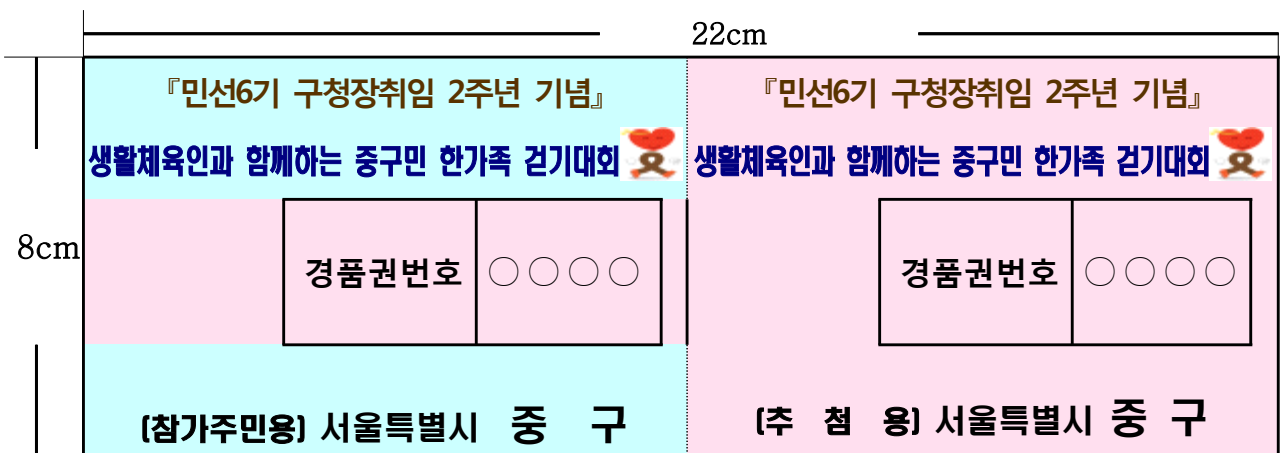 22cm
8cm
『민선6기 구청장취임 2주년 기념』
생활체육인과 함께하는 중구민 한가족 걷기대회
경품권번호 ○○○○
(참가주민용) 서울특별시 중 구
『민선6기 구청장취임 2주년 기념』
생활체육인과 함께하는 중구민 한가족 걷기대회
경품권번호 ○○○○
(추 첨 용) 서울특별시 중 구